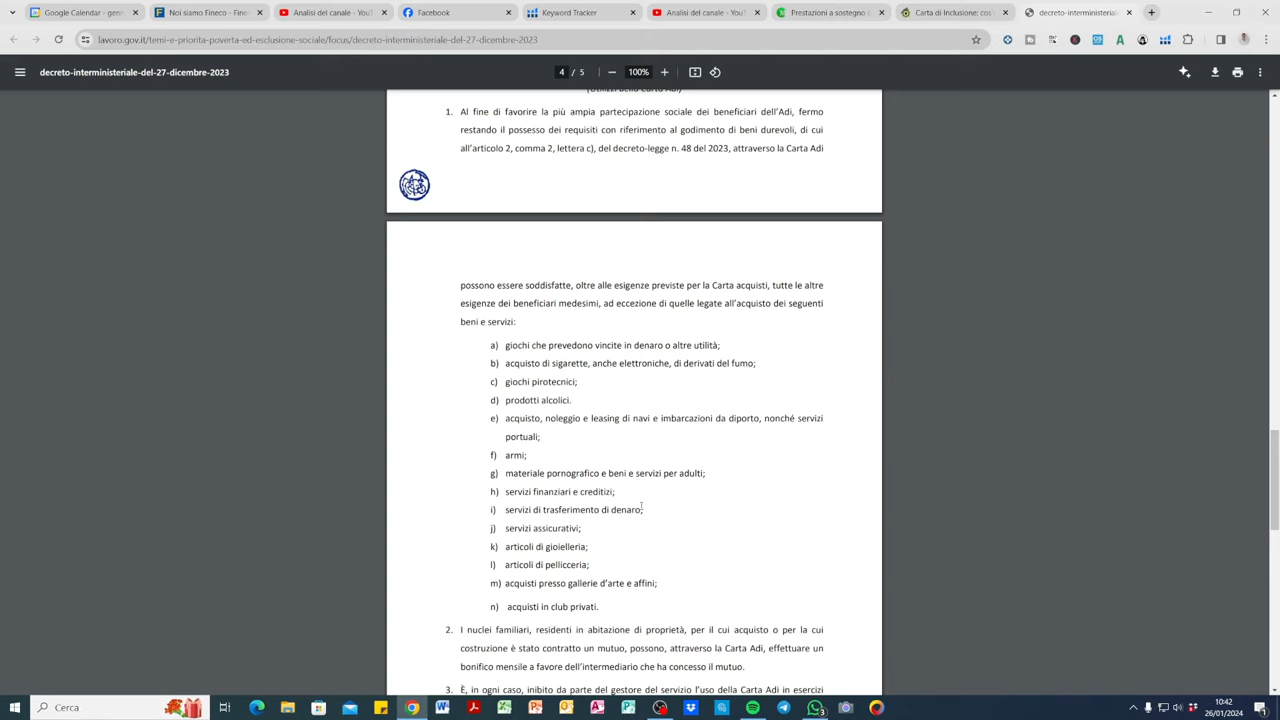 Google Calendar - genn
Noi siamo Fineco - Finec
Analisi del canale - YouT
Facebook
Keyword Tracker
Analisi del canale - YouT
Prestazioni a sostegno d
Carta di Inclusione: cos'
decreto-interministerial
lavoro.gov.it/temi-e-priorita-poverta-ed-esclusione-sociale/focus/decreto-interministeriale-del-27-dicembre-2023
decreto-interministeriale-del-27-dicembre-2023
4 / 5
100%
(Utilizzi della Carta Adi)
1. Al fine di favorire la più ampia partecipazione sociale dei beneficiari dell'Adi, fermo
restando il possesso dei requisiti con riferimento al godimento di beni durevoli, di cui
all'articolo 2, comma 2, lettera c), del decreto-legge n. 48 del 2023, attraverso la Carta Adi
possono essere soddisfatte, oltre alle esigenze previste per la Carta acquisti, tutte le altre
esigenze dei beneficiari medesimi, ad eccezione di quelle legate all'acquisto dei seguenti
beni e servizi:
a) giochi che prevedono vincite in denaro o altre utilità;
b) acquisto di sigarette, anche elettroniche, di derivati del fumo;
c) giochi pirotecnici;
d) prodotti alcolici.
e) acquisto, noleggio e leasing di navi e imbarcazioni da diporto, nonché servizi
portuali;
f) armi;
g) materiale pornografico e beni e servizi per adulti;
h) servizi finanziari e creditizi;
i) servizi di trasferimento di denaro;
j) servizi assicurativi;
k) articoli di gioielleria;
l) articoli di pellicceria;
m) acquisti presso gallerie d'arte e affini;
n) acquisti in club privati.
2. I nuclei familiari, residenti in abitazione di proprietà, per il cui acquisto o per la cui
costruzione è stato contratto un mutuo, possono, attraverso la Carta Adi, effettuare un
bonifico mensile a favore dell'intermediario che ha concesso il mutuo.
3. È, in ogni caso, inibito da parte del gestore del servizio l'uso della Carta Adi in esercizi
Cerca
10:42
26/01/2024